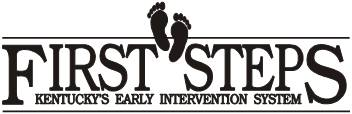 FIRST STEPS
KENTUCKY'S EARLY INTERVENTION SYSTEM